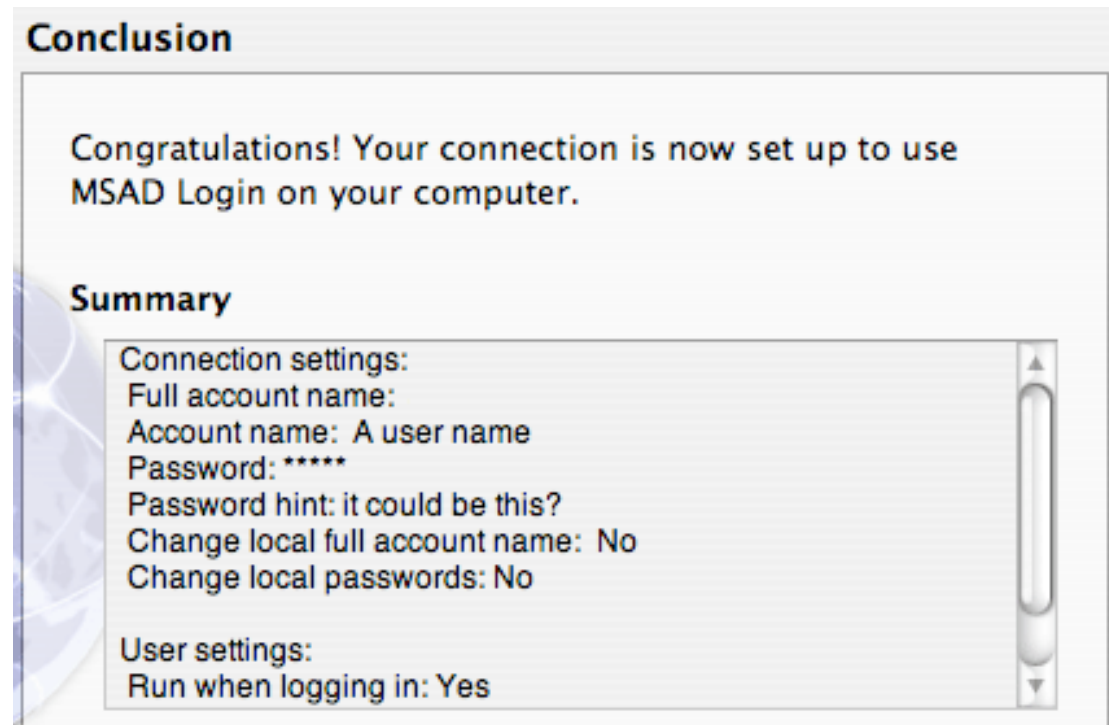 Conclusion
Congratulations! Your connection is now set up to use
MSAD Login on your computer.
Summary
Connection settings:
Full account name:
Account name: A user name
Password: *****
Password hint: it could be this?
Change local full account name: No
Change local passwords: No
User settings:
Run when logging in: Yes